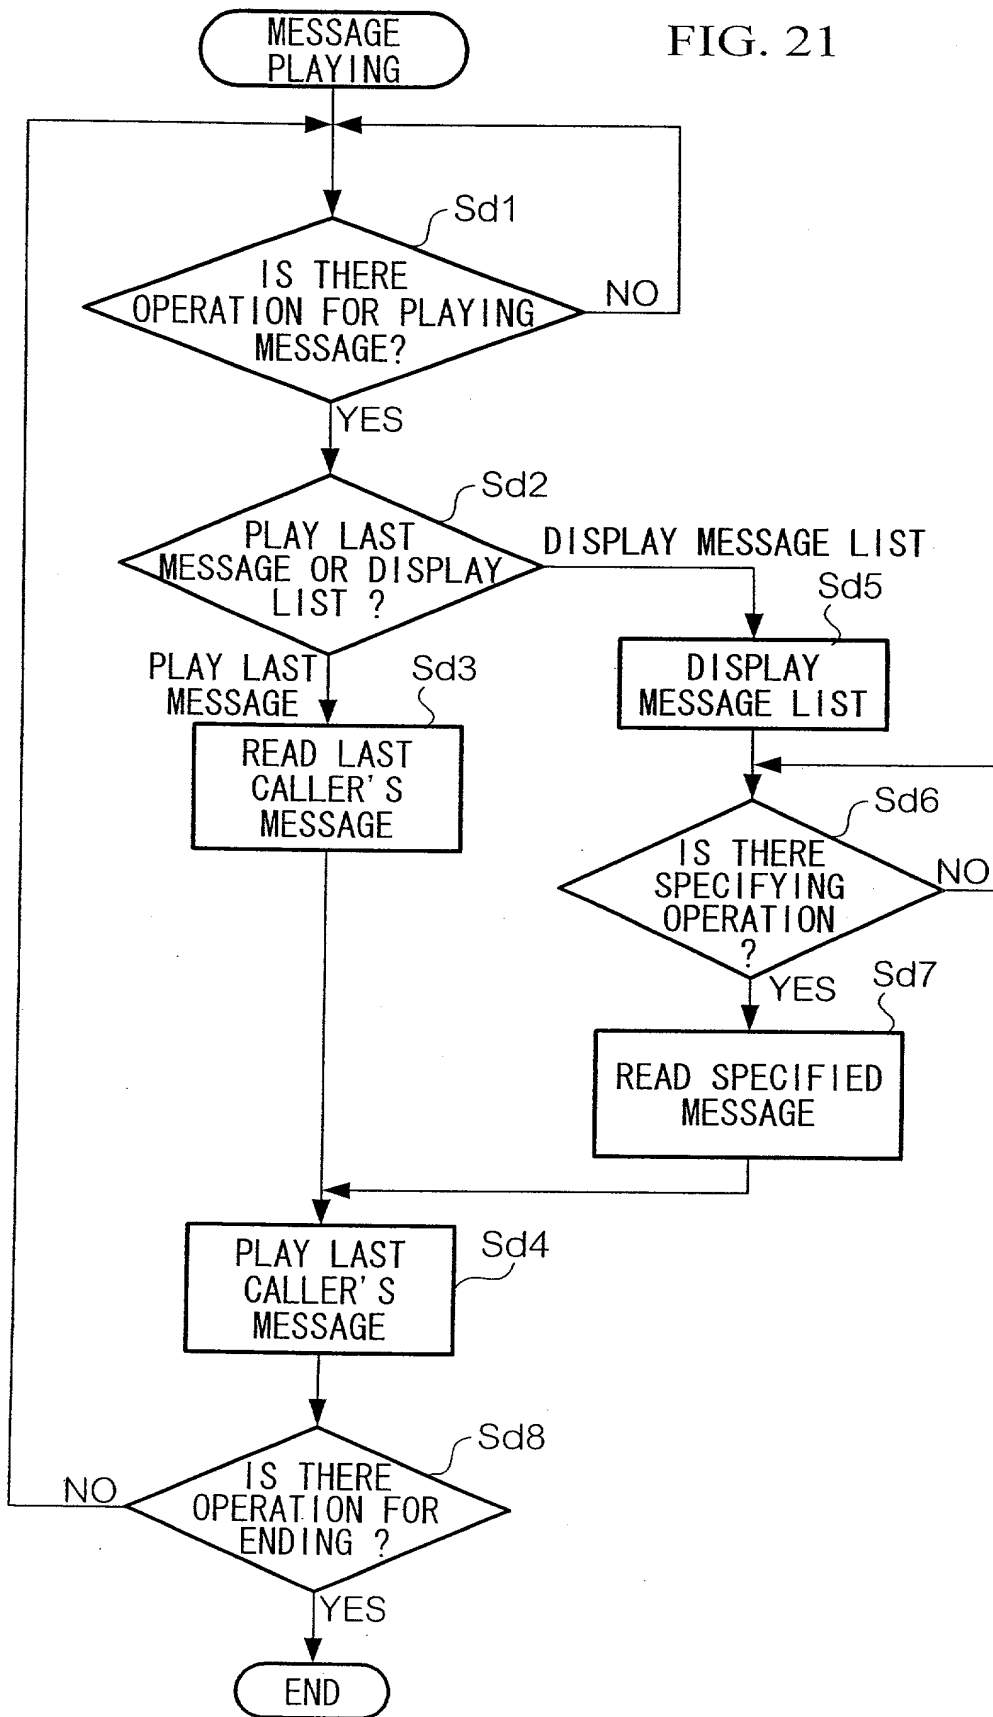 FIG. 21
MESSAGE
PLAYING
Sd1
IS THERE
OPERATION FOR PLAYING
MESSAGE?
NO
YES
Sd2
PLAY LAST
MESSAGE OR DISPLAY
LIST ?
DISPLAY MESSAGE LIST
Sd5
DISPLAY
MESSAGE LIST
PLAY LAST
MESSAGE
Sd3
READ LAST
CALLER'S
MESSAGE
Sd6
IS THERE
SPECIFYING
OPERATION
?
NO
YES
Sd7
READ SPECIFIED
MESSAGE
Sd4
PLAY LAST
CALLER'S
MESSAGE
Sd8
IS THERE
OPERATION FOR
ENDING ?
NO
YES
END